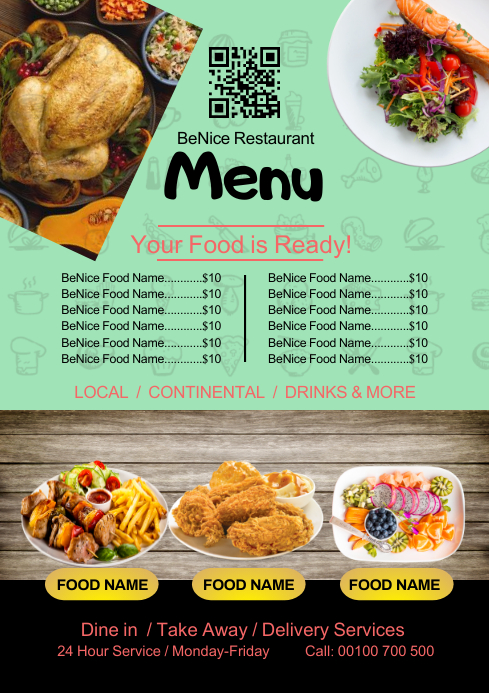 BeNice Restaurant
Menu
Your Food is Ready!
BeNice Food Name...........$10
BeNice Food Name...........$10
BeNice Food Name...........$10
BeNice Food Name...........$10
BeNice Food Name...........$10
BeNice Food Name...........$10
BeNice Food Name...........$10
BeNice Food Name...........$10
BeNice Food Name...........$10
BeNice Food Name...........$10
BeNice Food Name...........$10
BeNice Food Name...........$10
LOCAL / CONTINENTAL / DRINKS & MORE
FOOD NAME
FOOD NAME
FOOD NAME
Dine in / Take Away / Delivery Services
24 Hour Service / Monday-Friday Call: 00100 700 500